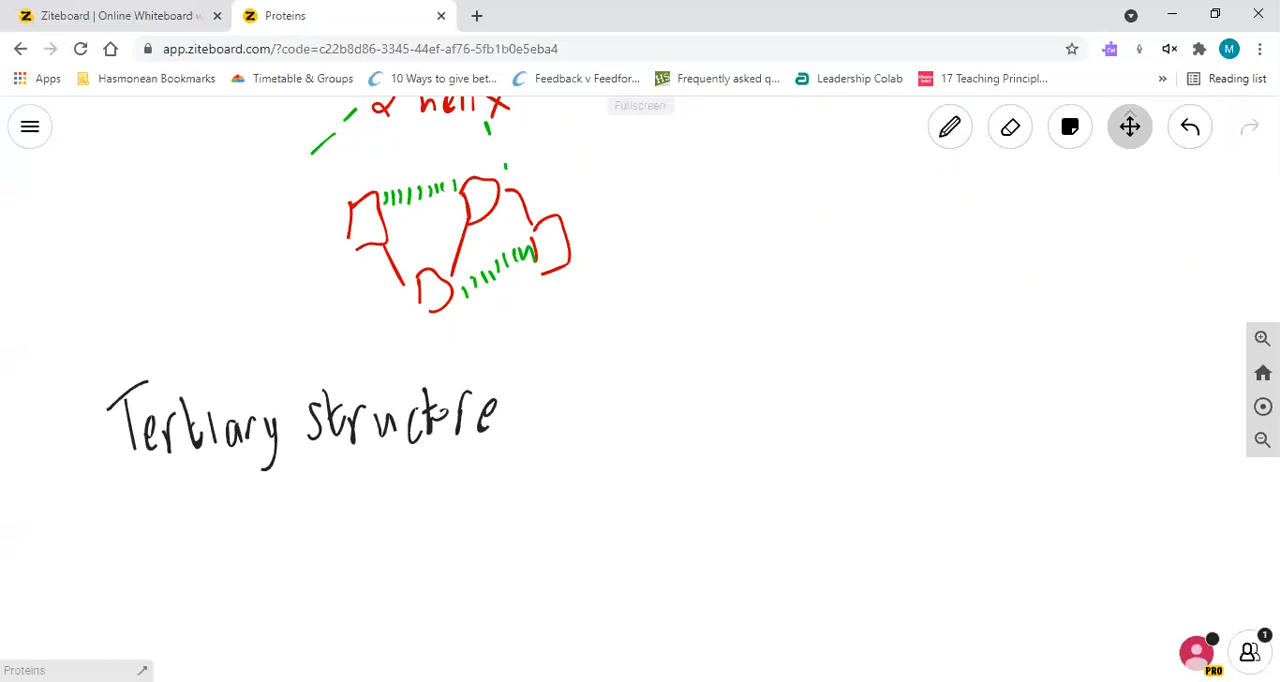 Ziteboard | Online Whiteboard w
Proteins
app.ziteboard.com/?code=c22b8d86-3345-44ef-af76-5fb1b0e5eba4
M
Apps
Hasmonean Bookmarks
Timetable & Groups
10 Ways to give bet...
Feedback v Feedfor...
Frequently asked q...
Leadership Colab
17 Teaching Principl...
»
Reading list
α helix
Fullscreen
Tertiary structure
Proteins
PRO
1